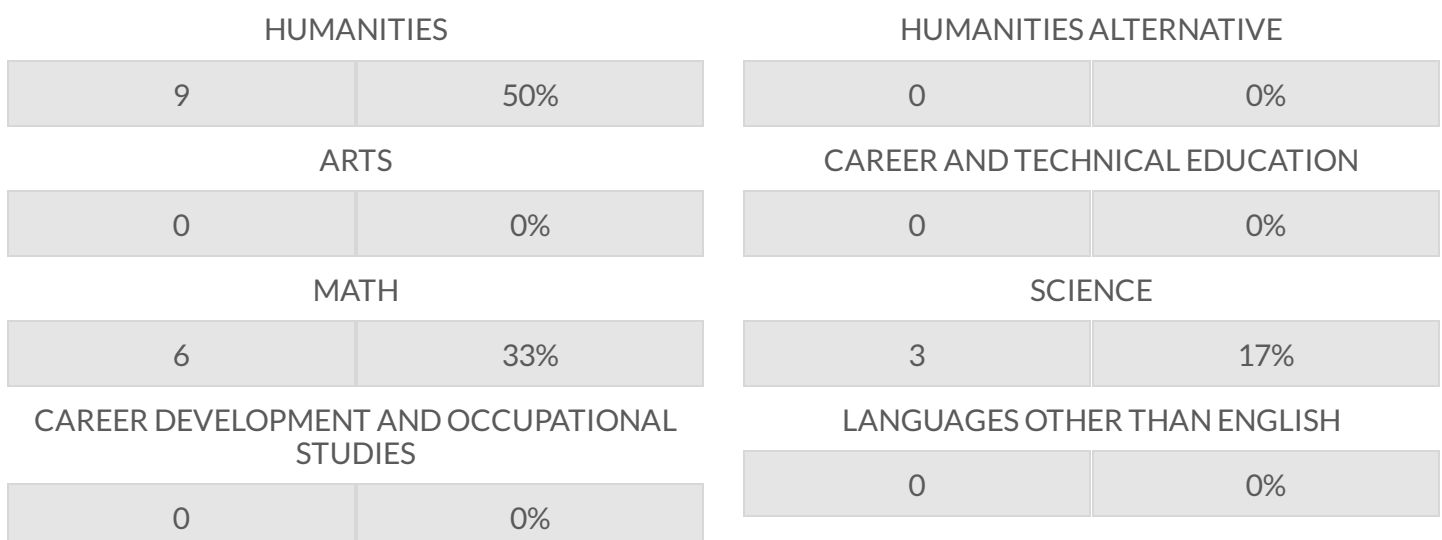 HUMANITIES
9 50%
HUMANITIES ALTERNATIVE
0 0%
ARTS
0 0%
CAREER AND TECHNICAL EDUCATION
0 0%
MATH
6 33%
SCIENCE
3 17%
CAREER DEVELOPMENT AND OCCUPATIONAL
STUDIES
0 0%
LANGUAGES OTHER THAN ENGLISH
0 0%